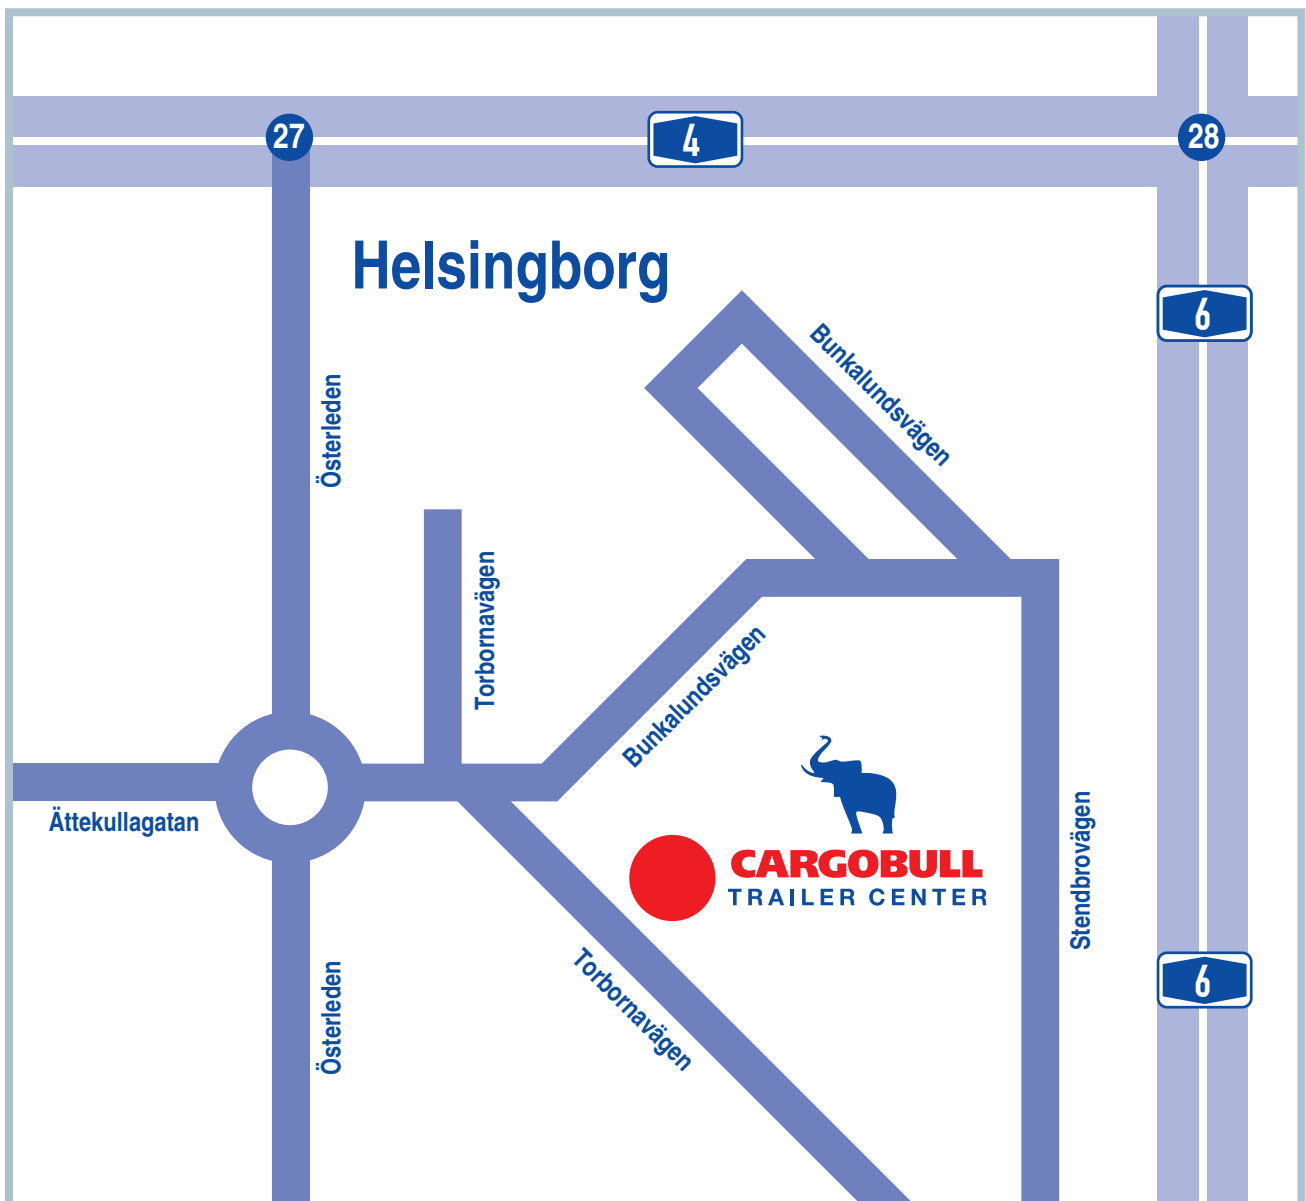 27
4
28
Helsingborg
6
Bunkalundsvägen
Österleden
Torbornavägen
Bunkalundsvägen
Ättekullagatan
CARGOBULL
TRAILER CENTER
Stendbrovägen
Torbornavägen
6
Österleden